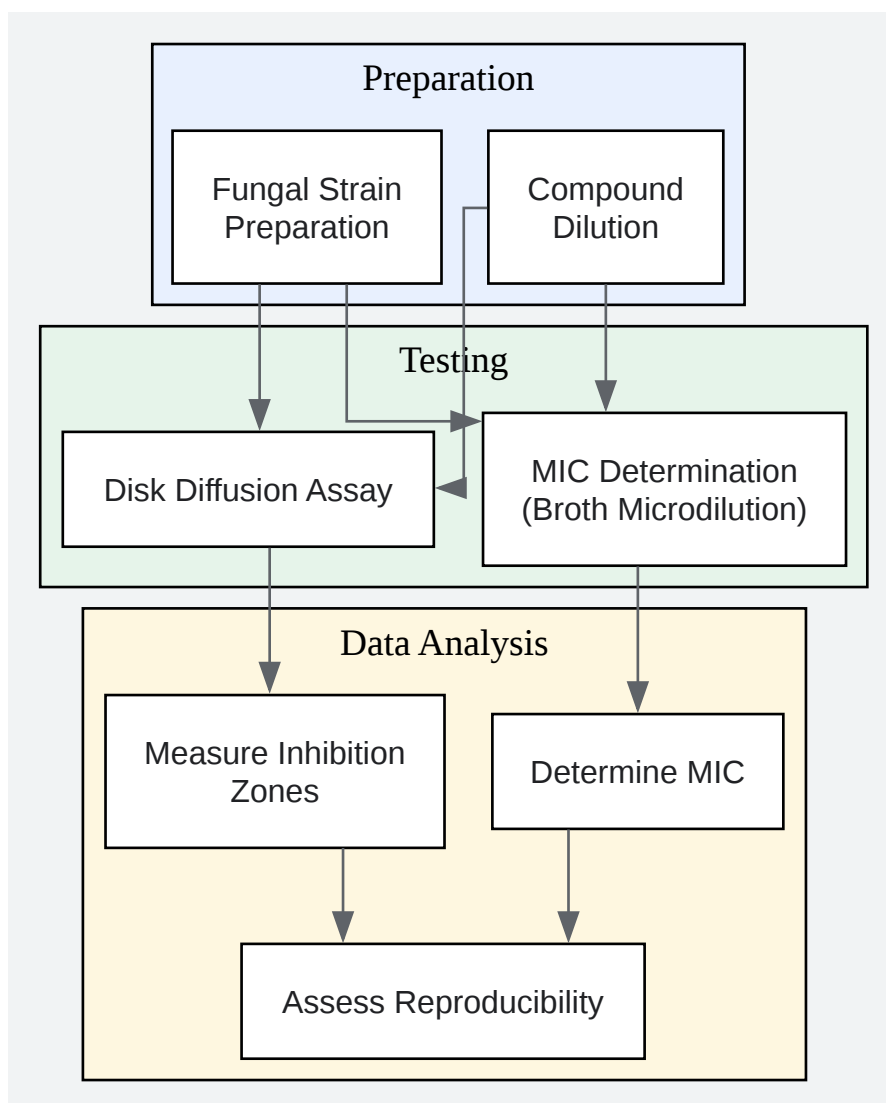 Preparation
Fungal Strain
Preparation
Compound
Dilution
Testing
Disk Diffusion Assay
MIC Determination
(Broth Microdilution)
Data Analysis
Measure Inhibition
Zones
Determine MIC
Assess Reproducibility